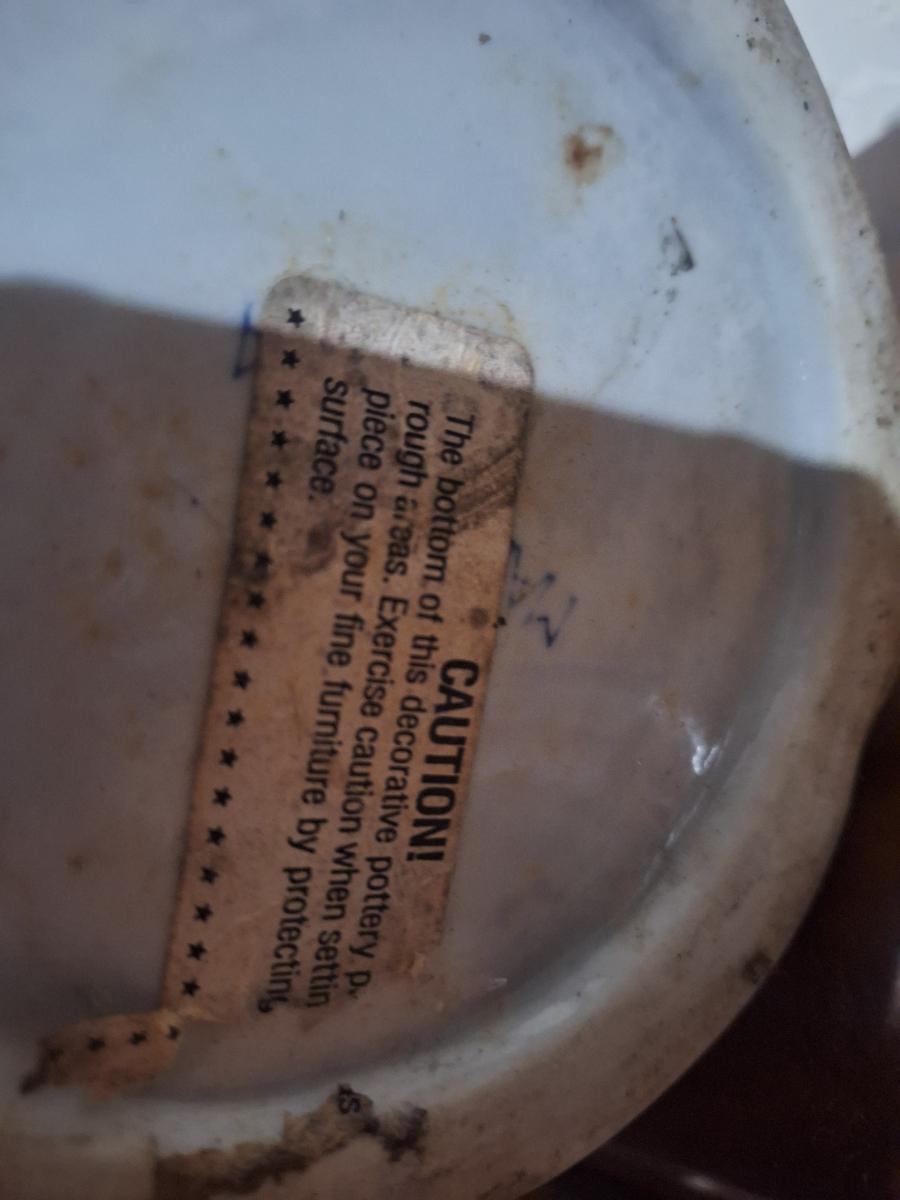 CAUTION!
The bottom of this decorative pottery
rough areas. Exercise caution when settin
piece on your fine furniture by protecting
surface.